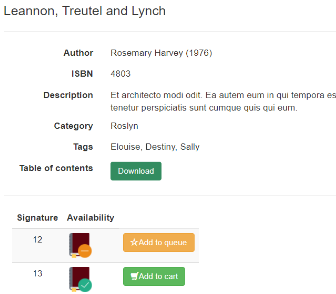 Leannon, Treutel and Lynch
Author Rosemary Harvey (1976)
ISBN 4803
Description Et architecto modi odit. Ea autem eum in qui tempora es
tenetur perspiciatis sunt cumque quis qui eum.
Category Roslyn
Tags Elouise, Destiny, Sally
Table of contents Download
Signature Availability
12 Add to queue
13 Add to cart